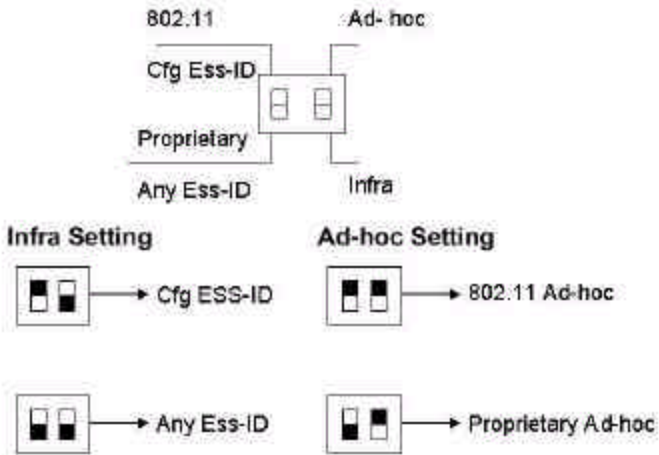 802.11
Ad- hoc
Cfg Ess-ID
Proprietary
Any Ess-ID
Infra
Infra Setting
Ad-hoc Setting
Cfg ESS-ID
802.11 Ad-hoc
Any Ess-ID
Proprietary Ad-hoc